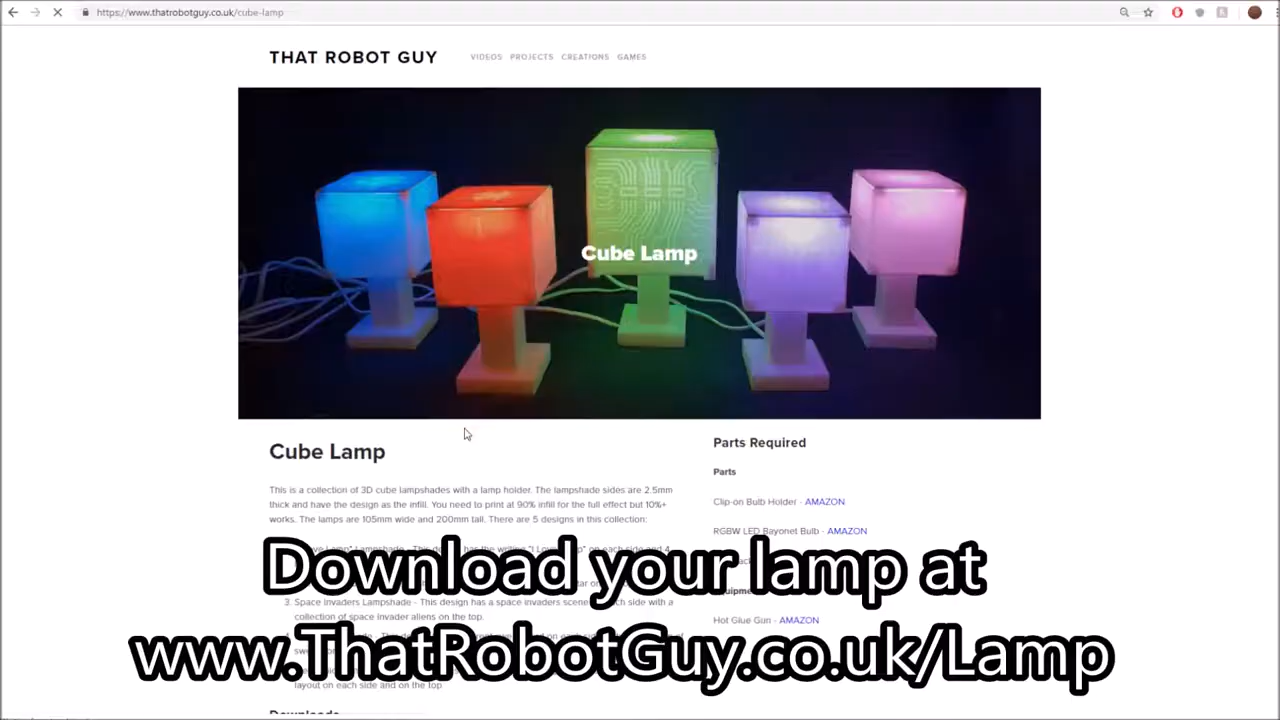 https://www.thatrobotguy.co.uk/cube-lamp
THAT ROBOT GUY
VIDEOS PROJECTS CREATIONS GAMES
Cube Lamp
Cube Lamp
This is a collection of 3D cube lampshades with a lamp holder. The lampshade sides are 2.5mm
thick and have the design as the infill. You need to print at 90% infill for the full effect but 10%+
works. The lamps are 105mm wide and 200mm tall. There are 5 designs in this collection:
3. Space Invaders Lampshade - This design has a space invaders scene
side with a
collection of space invader aliens on the top.
layout on each side and on the top
Parts Required
Parts
Clip-on Bulb Holder - AMAZON
RGBW LED Bayonet Bulb - AMAZON
Hot Glue Gun - AMAZON
Download your lamp at
www.ThatRobotGuy.co.uk/Lamp